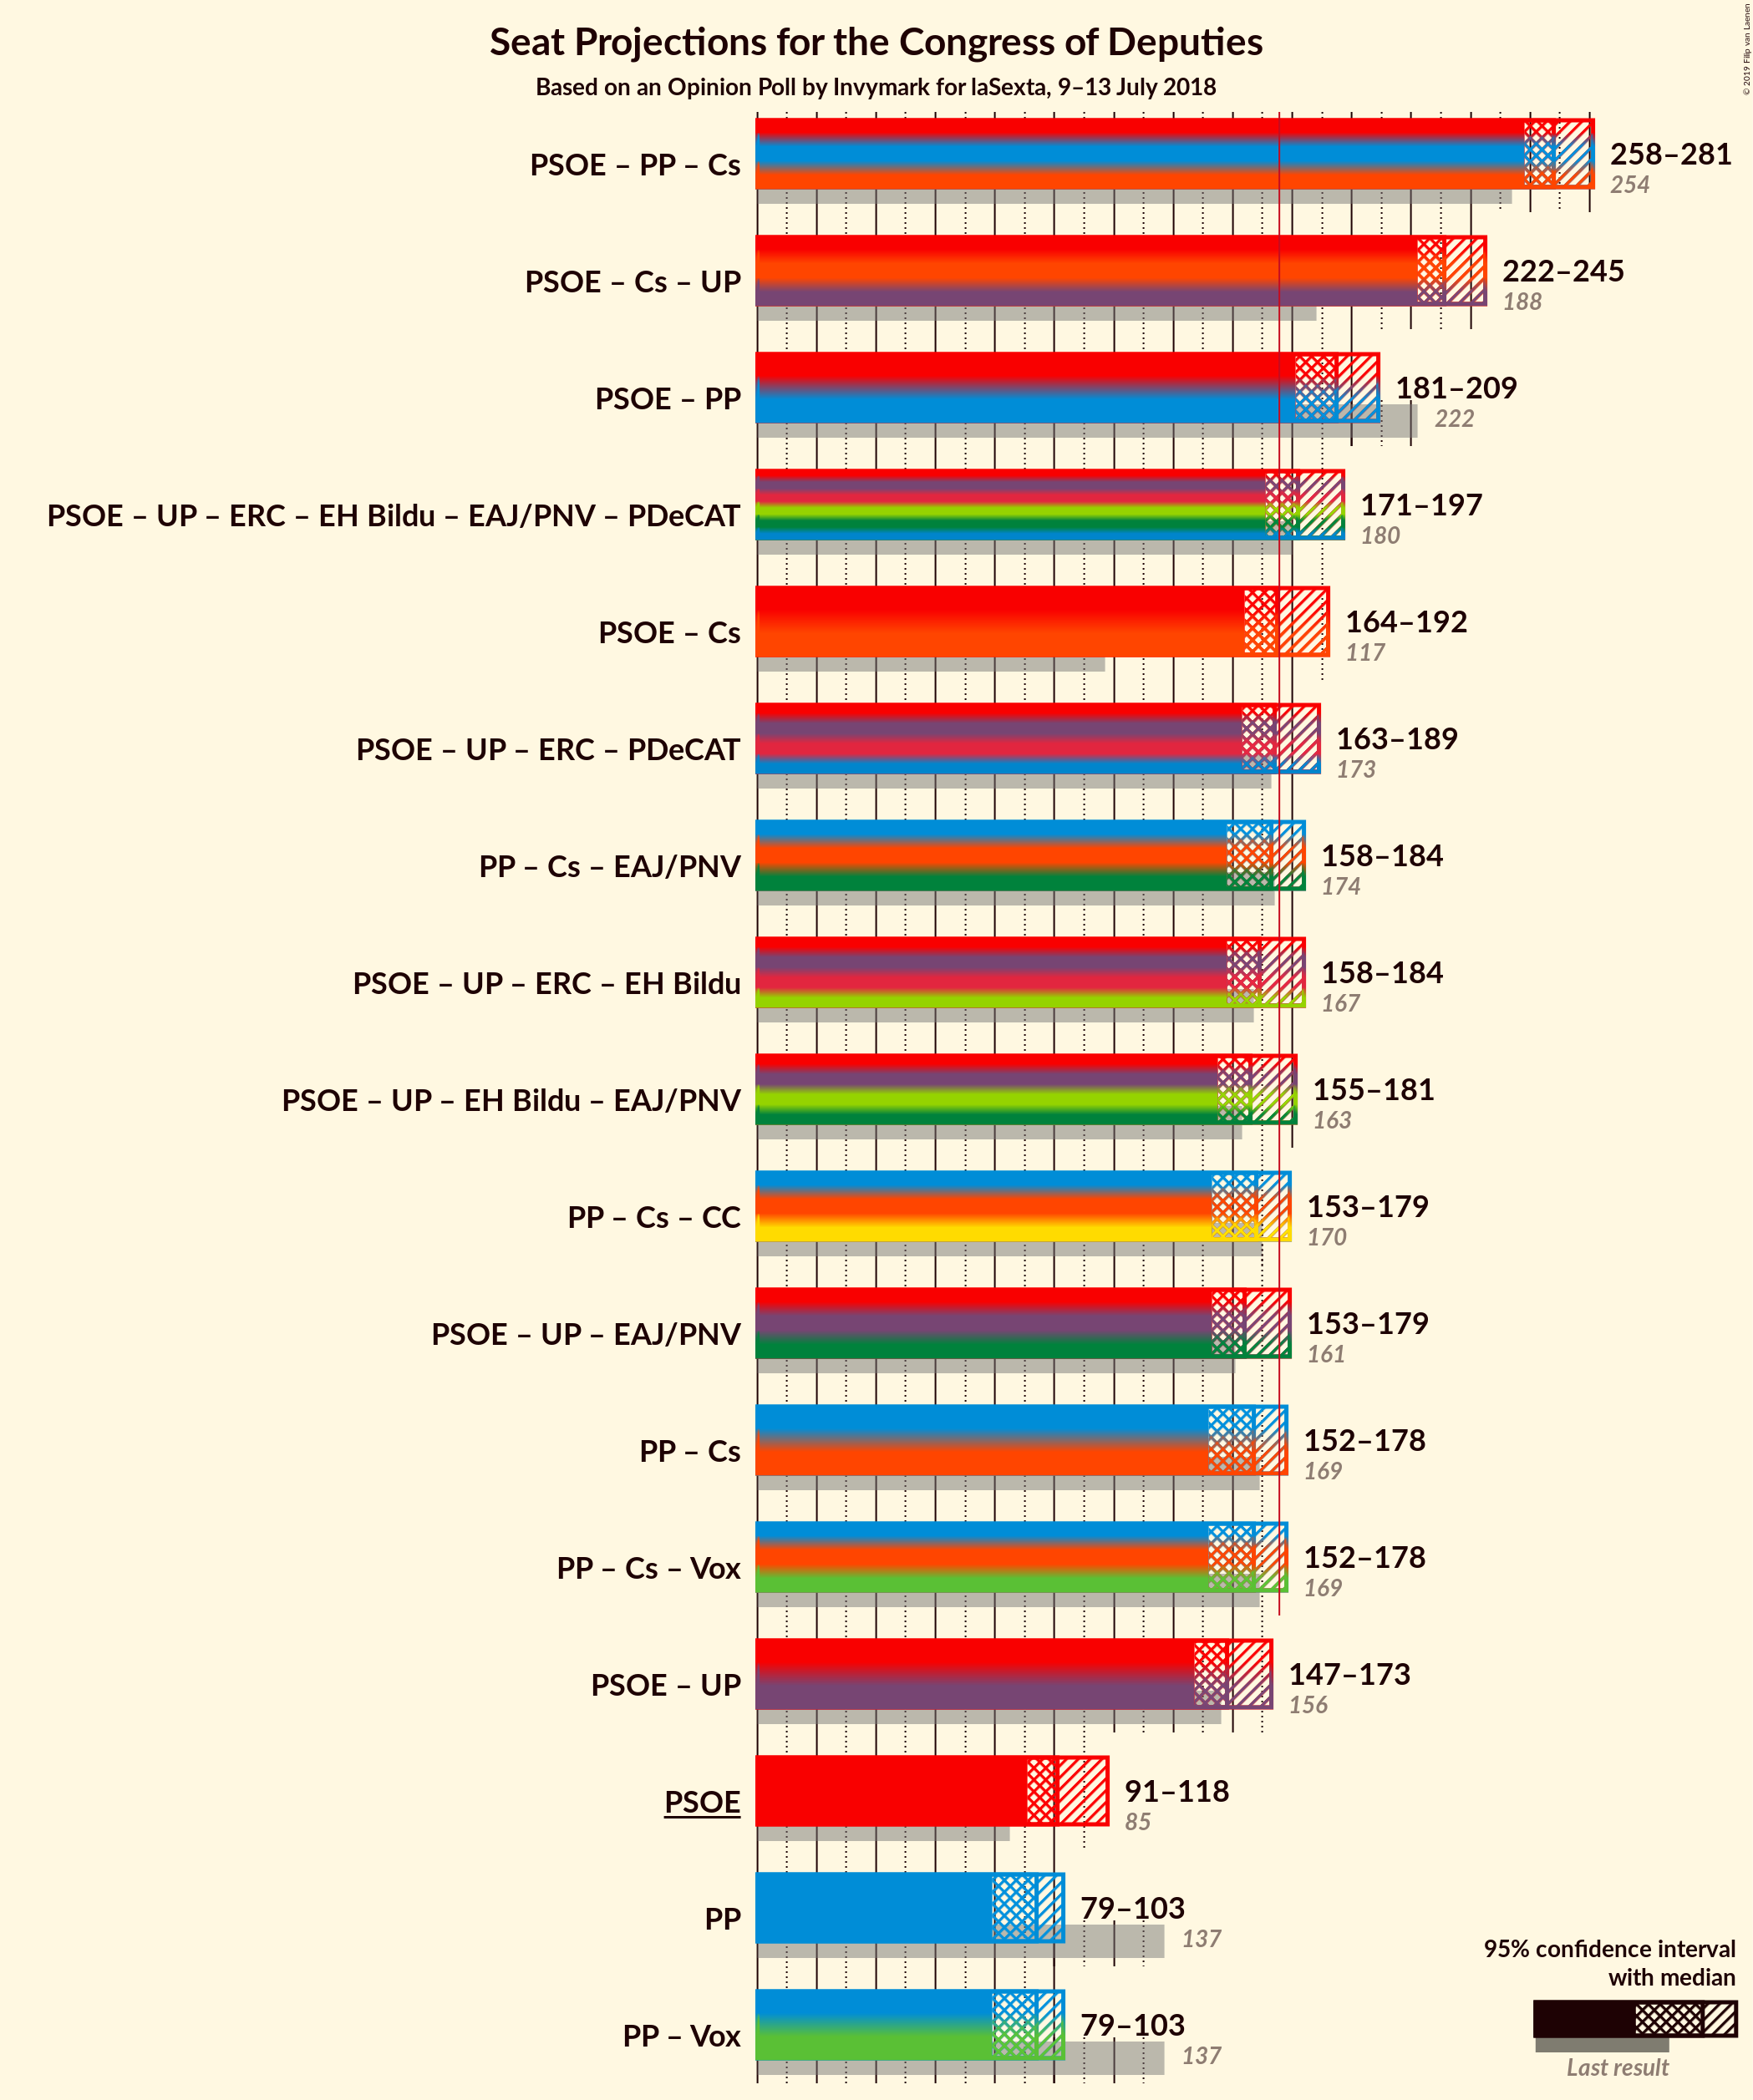 Seat Projections for the Congress of Deputies
Based on an Opinion Poll by Invymark for laSexta, 9–13 July 2018
© 2019 Filip van Laenen
PSOE – PP – Cs
258–281
254
PSOE – Cs – UP
222–245
188
PSOE – PP
181–209
222
PSOE – UP – ERC – EH Bildu – EAJ/PNV – PDeCAT
171–197
180
PSOE – Cs
164–192
117
PSOE – UP – ERC – PDeCAT
163–189
173
PP – Cs – EAJ/PNV
158–184
174
PSOE – UP – ERC – EH Bildu
158–184
167
PSOE – UP – EH Bildu – EAJ/PNV
155–181
163
PP – Cs – CC
153–179
170
PSOE – UP – EAJ/PNV
153–179
161
PP – Cs
152–178
169
PP – Cs – Vox
152–178
169
PSOE – UP
147–173
156
PSOE
91–118
85
PP
79–103
137
PP – Vox
79–103
137
95% confidence interval
with median
Last result